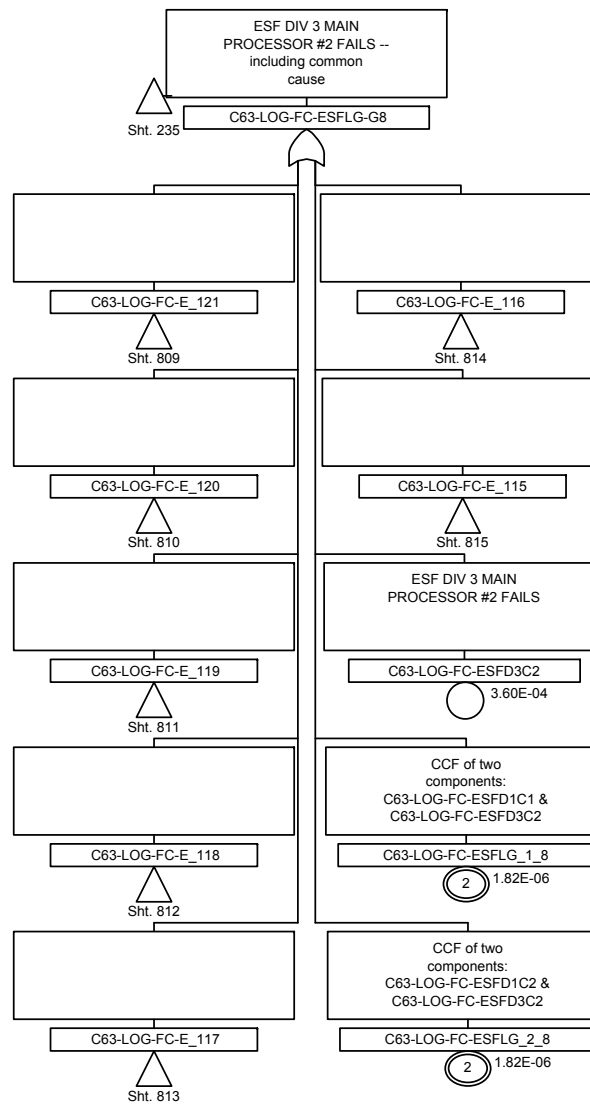 ESF DIV 3 MAIN
PROCESSOR #2 FAILS --
including common
cause
Sht. 235
C63-LOG-FC-ESFLG-G8
C63-LOG-FC-E_121
Sht. 809
C63-LOG-FC-E_116
Sht. 814
C63-LOG-FC-E_120
Sht. 810
C63-LOG-FC-E_115
Sht. 815
C63-LOG-FC-E_119
Sht. 811
ESF DIV 3 MAIN
PROCESSOR #2 FAILS
C63-LOG-FC-ESFD3C2
3.60E-04
C63-LOG-FC-E_118
Sht. 812
CCF of two
components:
C63-LOG-FC-ESFD1C1 &
C63-LOG-FC-ESFD3C2
C63-LOG-FC-ESFLG_1_8
2
1.82E-06
C63-LOG-FC-E_117
Sht. 813
CCF of two
components:
C63-LOG-FC-ESFD1C2 &
C63-LOG-FC-ESFD3C2
C63-LOG-FC-ESFLG_2_8
2
1.82E-06